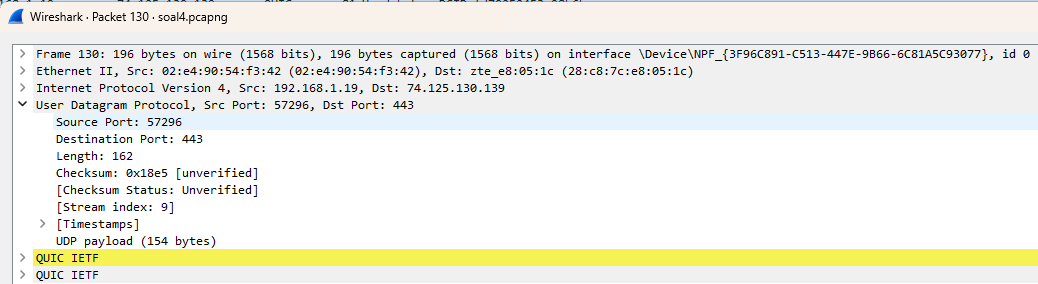 Wireshark · Packet 130 · soal4.pcapng
Frame 130: 196 bytes on wire (1568 bits), 196 bytes captured (1568 bits) on interface \Device\NPF_{3F96C891-C513-447E-9B66-6C81A5C93077}, id 0
Ethernet II, Src: 02:e4:90:54:f3:42 (02:e4:90:54:f3:42), Dst: zte_e8:05:1c (28:c8:7c:e8:05:1c)
Internet Protocol Version 4, Src: 192.168.1.19, Dst: 74.125.130.139
User Datagram Protocol, Src Port: 57296, Dst Port: 443
Source Port: 57296
Destination Port: 443
Length: 162
Checksum: 0x18e5 [unverified]
[Checksum Status: Unverified]
[Stream index: 9]
[Timestamps]
UDP payload (154 bytes)
QUIC IETF
QUIC IETF